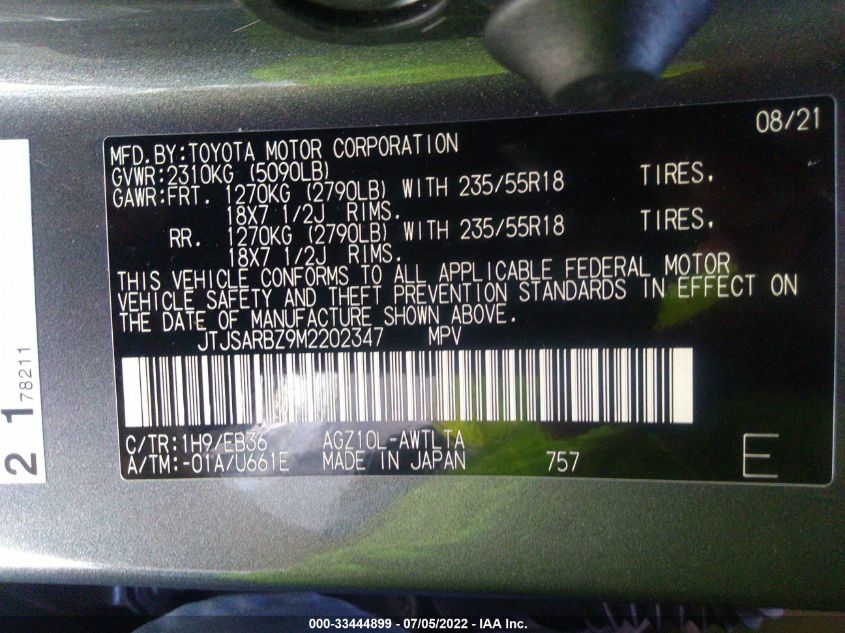 08/21
MFD.BY:TOYOTA MOTOR CORPORATION
GVWR:2310KG (5090LB)
GAWR:FRT. 1270KG (2790LB) WITH 235/55R18 TIRES,
18X7 1/2J RIMS.
RR. 1270KG (2790LB) WITH 235/55R18 TIRES,
18X7 1/2J RIMS.
THIS VEHICLE CONFORMS TO ALL APPLICABLE FEDERAL MOTOR
VEHICLE SAFETY AND THEFT PREVENTION STANDARDS IN EFFECT ON
THE DATE OF MANUFACTURE SHOWN ABOVE.
JTJSARBZ9M2202347 MPV
C/TR:1H9/EB36 AGZ10L-AWTLTA
A/TM:-01A/U661E MADE IN JAPAN 757 E
2 1 78211
000-33444899 - 07/05/2022 - IAA Inc.